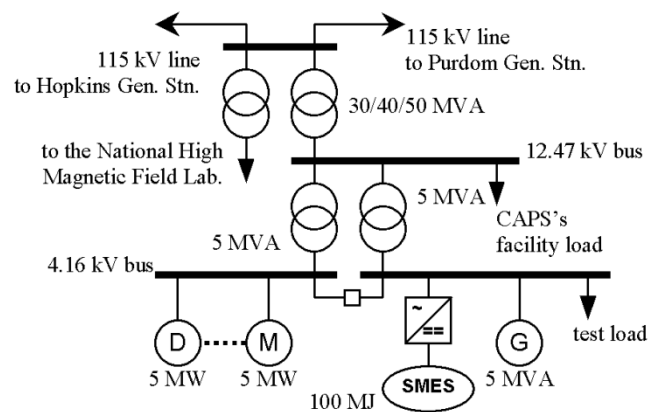 115 kV line
to Hopkins Gen. Stn.
115 kV line
to Purdom Gen. Stn.
30/40/50 MVA
to the National High
Magnetic Field Lab.
12.47 kV bus
5 MVA
5 MVA
CAPS's
facility load
4.16 kV bus
~
==
D
M
G
test load
5 MW
5 MW
SMES
5 MVA
100 MJ